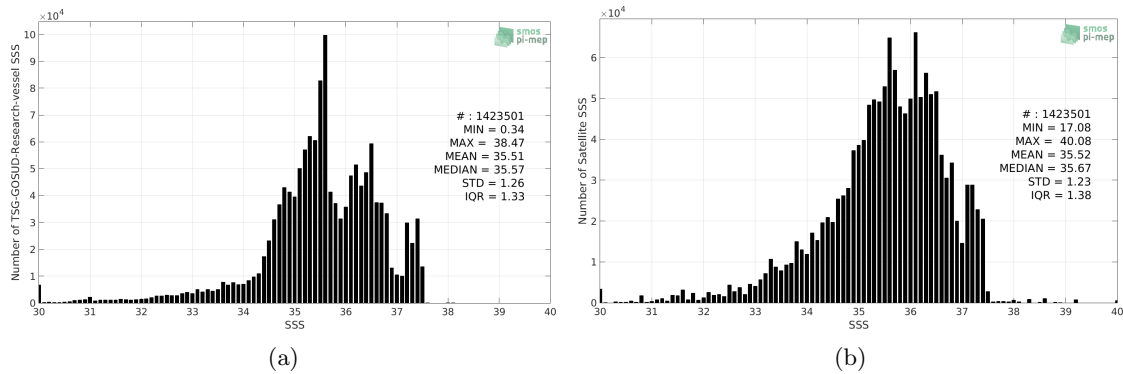 ×10⁴
smos
pi-mep
10
9
8
7
6
5
4
3
2
1
0
Number of TSG-GOSUD-Research-vessel SSS
# : 1423501
MIN = 0.34
MAX = 38.47
MEAN = 35.51
MEDIAN = 35.57
STD = 1.26
IQR = 1.33
30 31 32 33 34 35 36 37 38 39 40
SSS
(a)
×10⁴
smos
pi-mep
6
5
4
3
2
1
0
Number of Satellite SSS
# : 1423501
MIN = 17.08
MAX = 40.08
MEAN = 35.52
MEDIAN = 35.67
STD = 1.23
IQR = 1.38
30 31 32 33 34 35 36 37 38 39 40
SSS
(b)